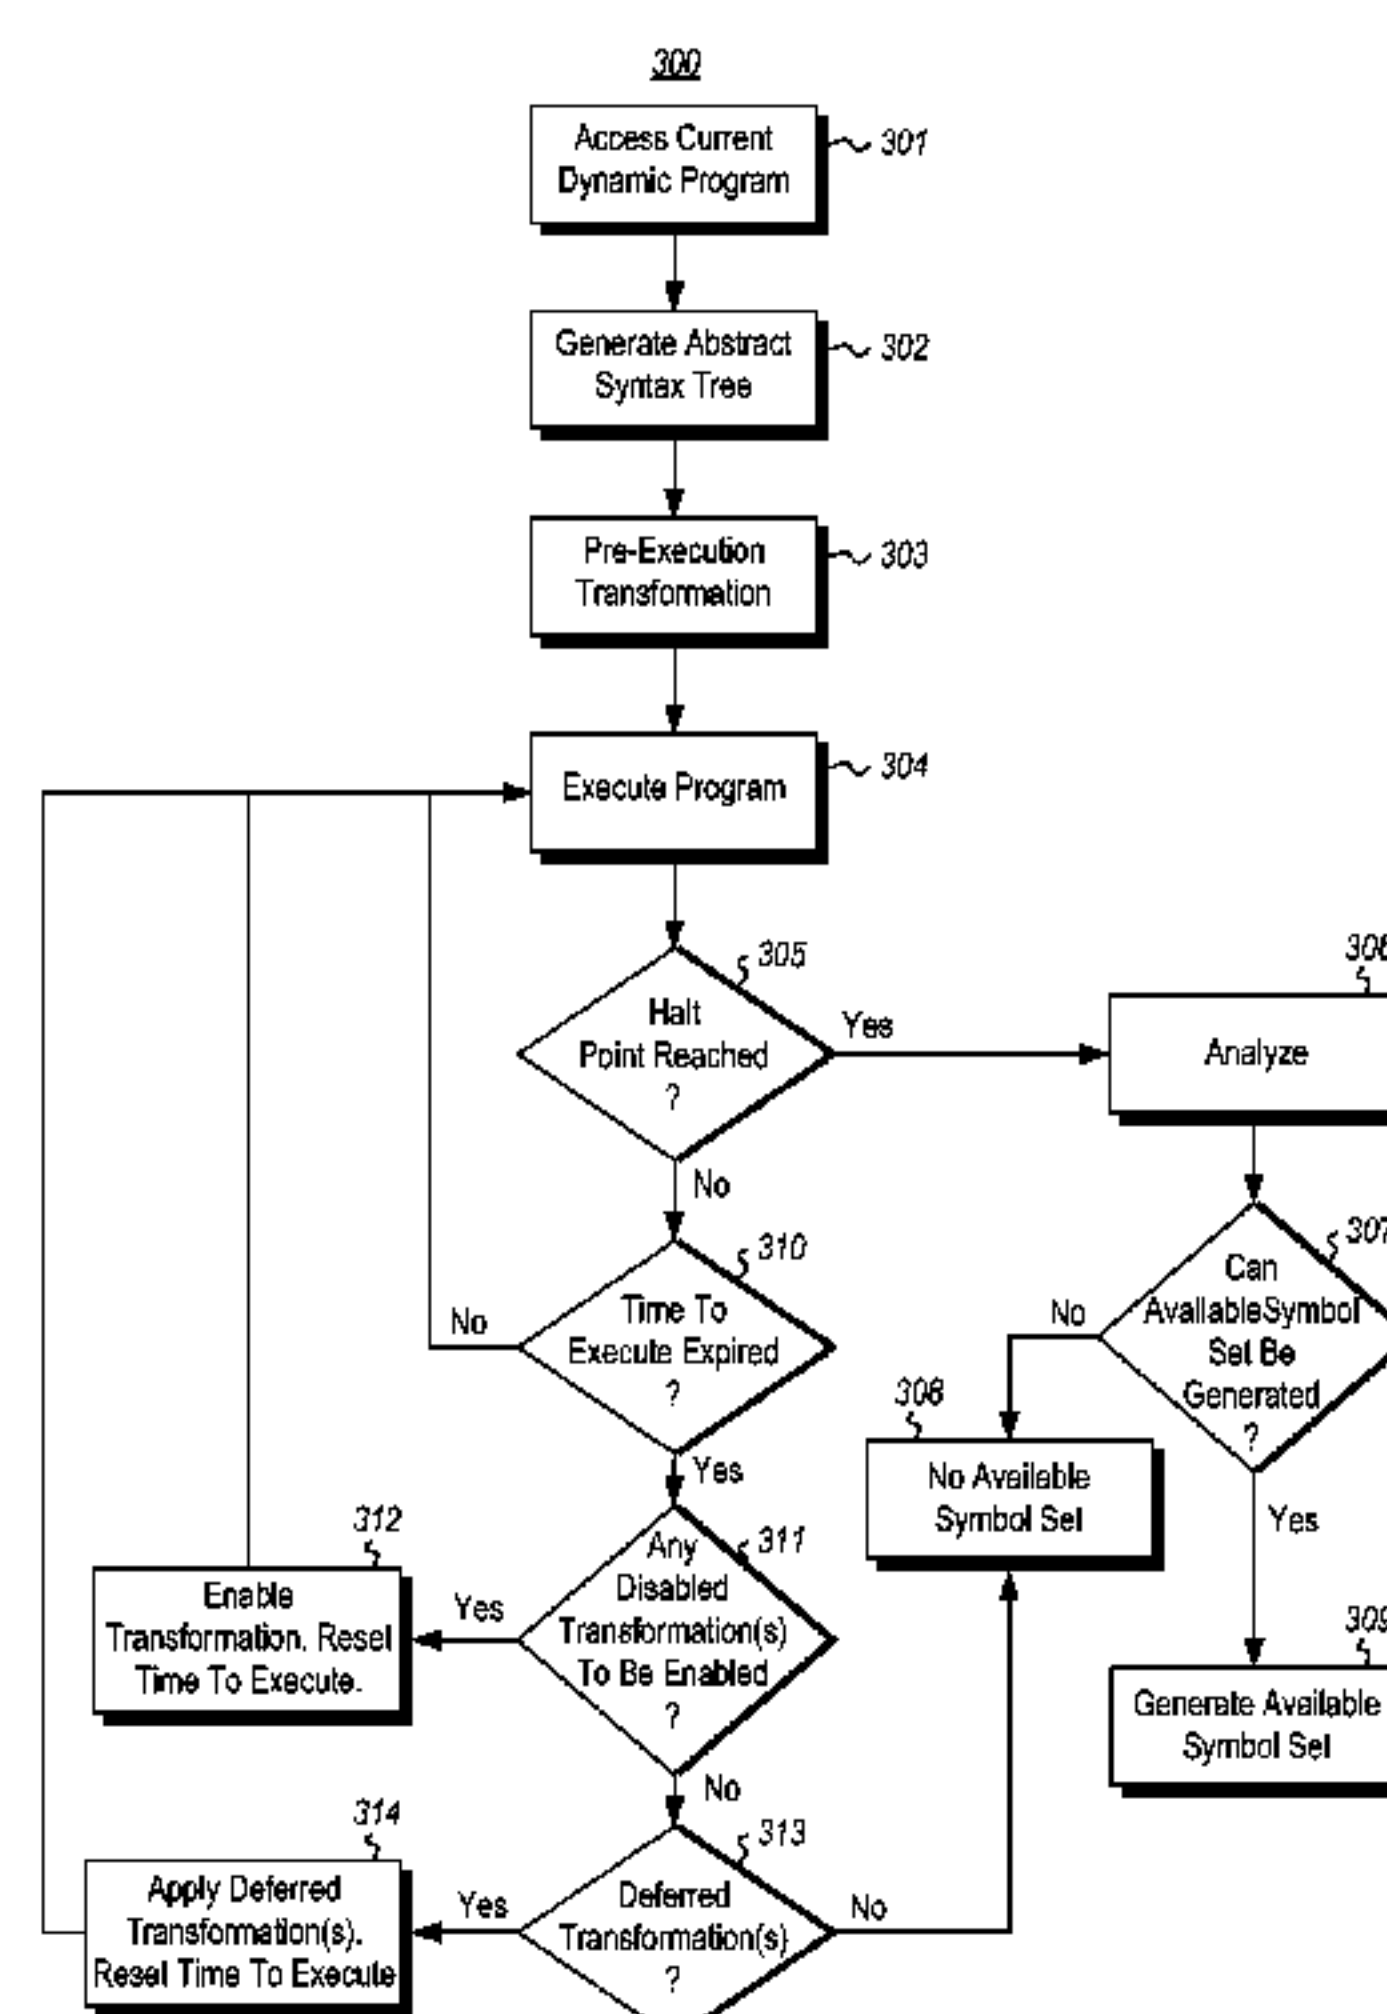 300
Access Current
Dynamic Program
301
Generate Abstract
Syntax Tree
302
Pre-Execution
Transformation
303
Execute Program
304
305
Halt
Point Reached
?
Yes
No
306
Analyze
310
Time To
Execute Expired
?
No
Yes
307
Can
AvailableSymbol
Set Be
Generated
?
No
Yes
308
No Available
Symbol Set
309
Generate Available
Symbol Set
311
Any
Disabled
Transformation(s)
To Be Enabled
?
Yes
No
312
Enable
Transformation. Reset
Time To Execute.
313
Deferred
Transformation(s)
?
Yes
No
314
Apply Deferred
Transformation(s).
Reset Time To Execute